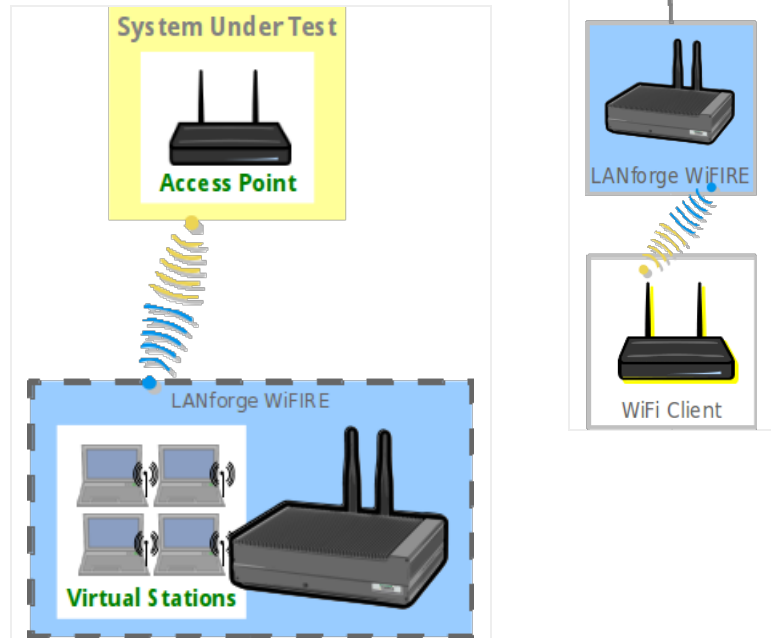 System Under Test
Access Point
LANforge WiFIRE
Virtual Stations
LANforge WiFIRE
WiFi Client